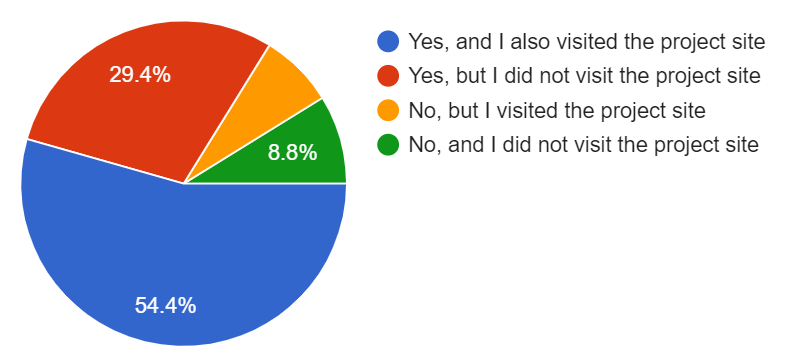 29.4%
8.8%
54.4%
Yes, and I also visited the project site
Yes, but I did not visit the project site
No, but I visited the project site
No, and I did not visit the project site